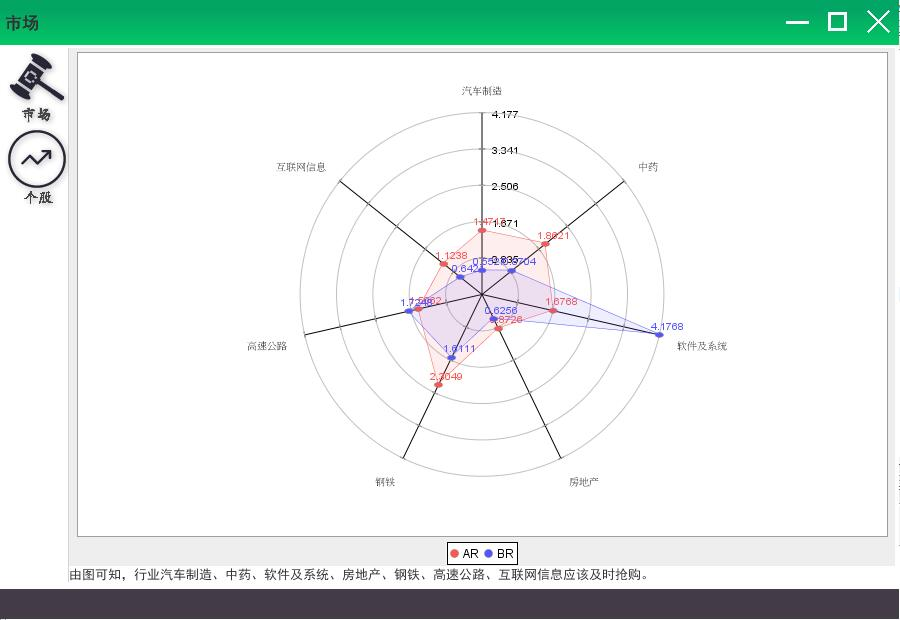 市场
市场
个股
汽车制造
4.177
互联网信息
3.341
中药
2.506
1.671
1.8021
1.1238
0.835
1.6768
4.1768
软件及系统
高速公路
0.6256
1.6111
2.3049
钢铁
房地产
AR BR
由图可知，行业汽车制造、中药、软件及系统、房地产、钢铁、高速公路、互联网信息应该及时抢购。